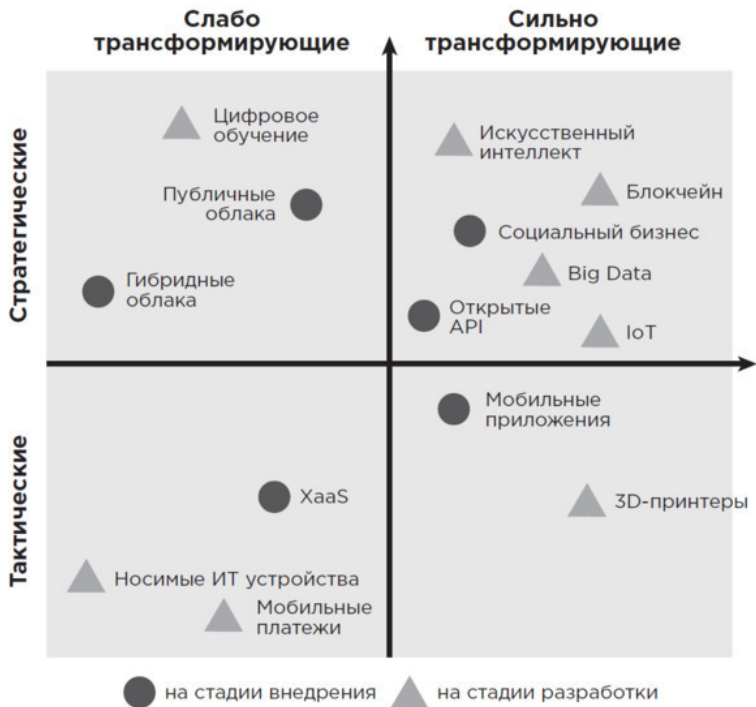 Слабо
трансформирующие
Сильно
трансформирующие
Стратегические
Цифровое
обучение
Публичные
облака
Гибридные
облака
Искусственный
интеллект
Блокчейн
Социальный бизнес
Big Data
Открытые
API
IoT
Тактические
Мобильные
приложения
XaaS
3D-принтеры
Носимые ИТ устройства
Мобильные
платежи
на стадии внедрения
на стадии разработки